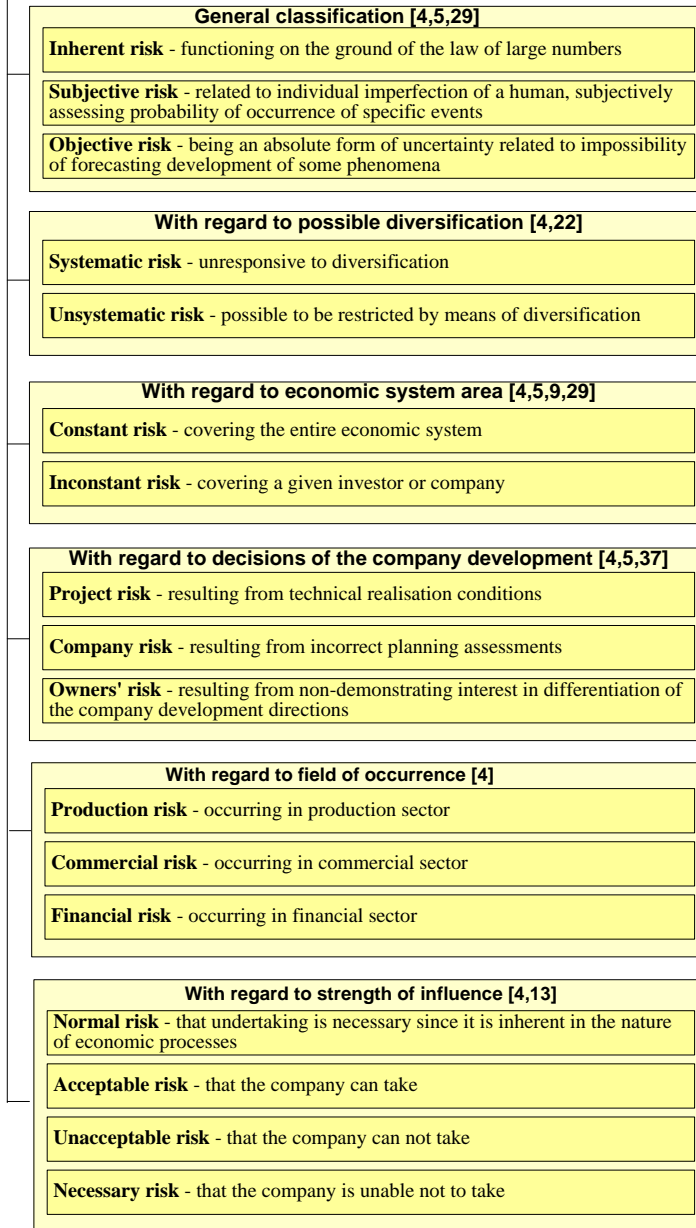 General classification [4,5,29]
Inherent risk - functioning on the ground of the law of large numbers
Subjective risk - related to individual imperfection of a human, subjectively
assessing probability of occurrence of specific events
Objective risk - being an absolute form of uncertainty related to impossibility
of forecasting development of some phenomena
With regard to possible diversification [4,22]
Systematic risk - unresponsive to diversification
Unsystematic risk - possible to be restricted by means of diversification
With regard to economic system area [4,5,9,29]
Constant risk - covering the entire economic system
Inconstant risk - covering a given investor or company
With regard to decisions of the company development [4,5,37]
Project risk - resulting from technical realisation conditions
Company risk - resulting from incorrect planning assessments
Owners' risk - resulting from non-demonstrating interest in differentiation of
the company development directions
With regard to field of occurrence [4]
Production risk - occurring in production sector
Commercial risk - occurring in commercial sector
Financial risk - occurring in financial sector
With regard to strength of influence [4,13]
Normal risk - that undertaking is necessary since it is inherent in the nature
of economic processes
Acceptable risk - that the company can take
Unacceptable risk - that the company can not take
Necessary risk - that the company is unable not to take